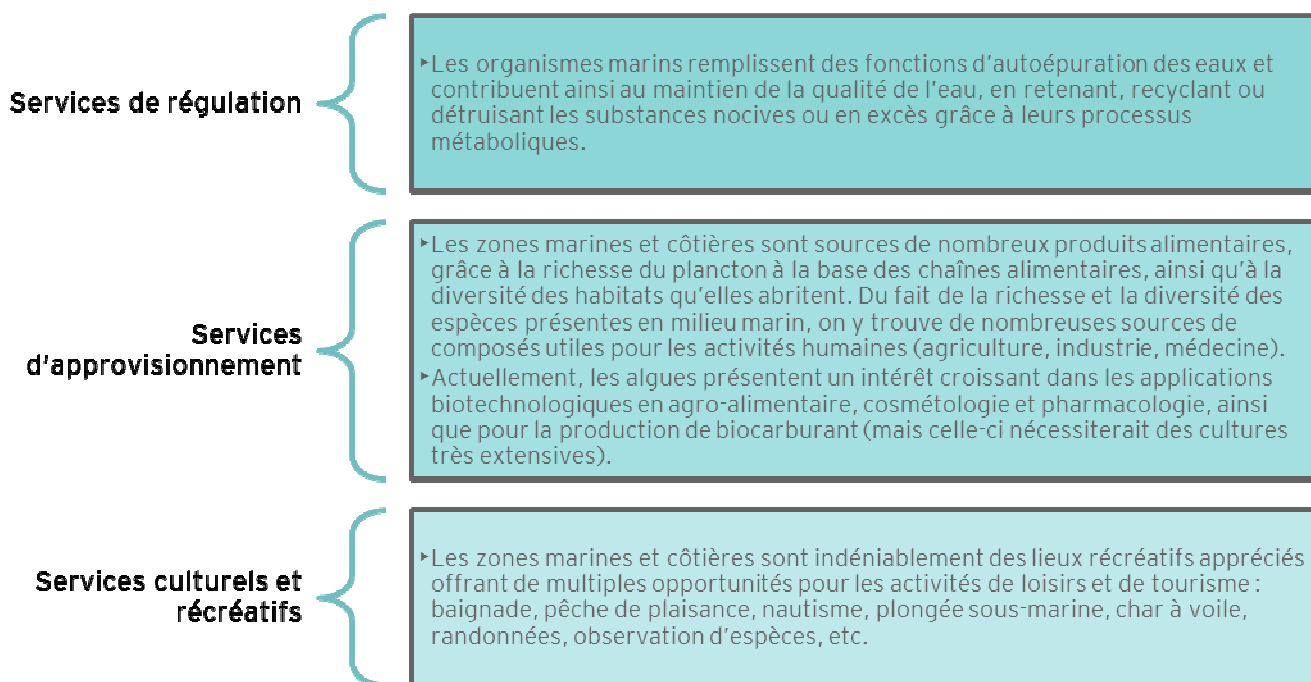 Services de régulation
‣Les organismes marins remplissent des fonctions d'autoépuration des eaux et
contribuent ainsi au maintien de la qualité de l'eau, en retenant, recyclant ou
détruisant les substances nocives ou en excès grâce à leurs processus
métaboliques.
Services
d'approvisionnement
‣Les zones marines et côtières sont sources de nombreux produits alimentaires,
grâce à la richesse du plancton à la base des chaînes alimentaires, ainsi qu'à la
diversité des habitats qu'elles abritent. Du fait de la richesse et la diversité des
espèces présentes en milieu marin, on y trouve de nombreuses sources de
composés utiles pour les activités humaines (agriculture, industrie, médecine).
‣Actuellement, les algues présentent un intérêt croissant dans les applications
biotechnologiques en agro-alimentaire, cosmétologie et pharmacologie, ainsi
que pour la production de biocarburant (mais celle-ci nécessiterait des cultures
très extensives).
Services culturels et
récréatifs
‣Les zones marines et côtières sont indéniablement des lieux récréatifs appréciés
offrant de multiples opportunités pour les activités de loisirs et de tourisme :
baignade, pêche de plaisance, nautisme, plongée sous-marine, char à voile,
randonnées, observation d'espèces, etc.